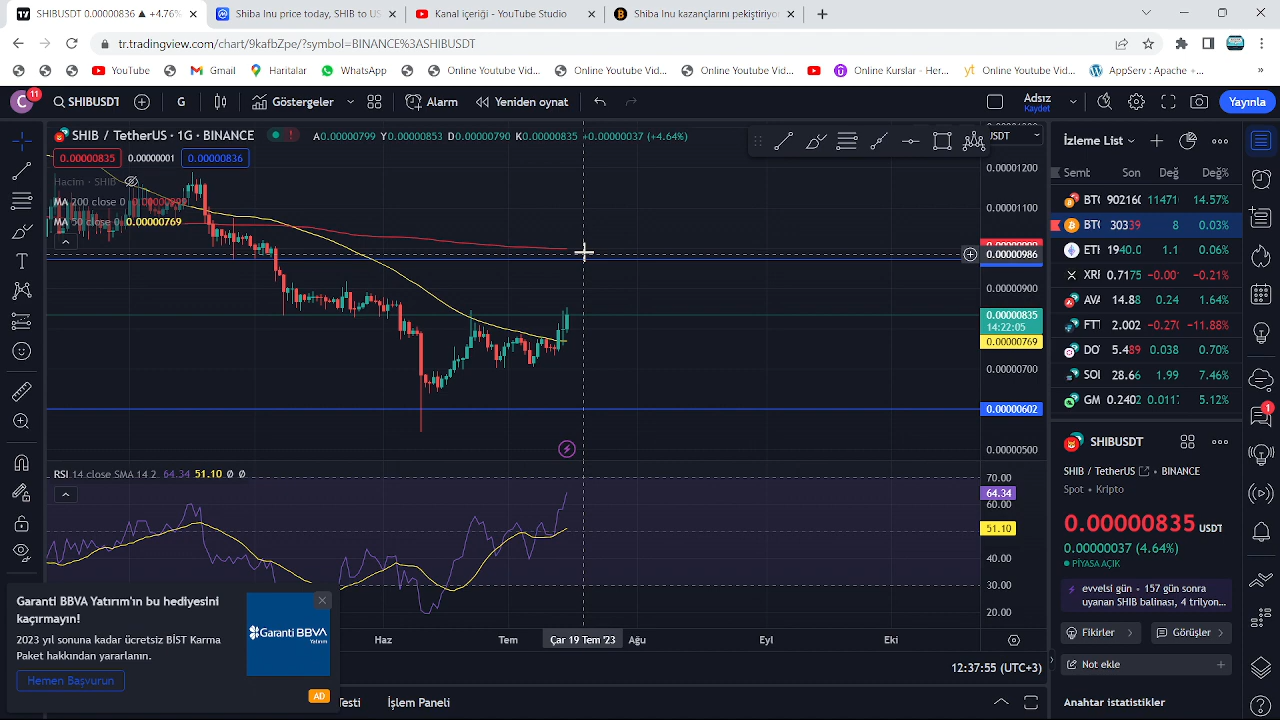 0.00000836 ▲ +4.76%
Shiba Inu price today, SHIB to US
Kanal içeriği - YouTube Studio
Shiba Inu kazançlarını pekiştiriyo
tr.tradingview.com/chart/9kafbZpe/?symbol=BINANCE%3ASHIBUSDT
YouTube
Gmail
Haritalar
WhatsApp
Online Youtube Vid...
Online Youtube Vid...
Online Youtube Vid...
Online Kurslar - Her...
Online Youtube Vid...
AppServ : Apache +...
»
C
11
SHIBUSDT
G
Göstergeler
Alarm
Yeniden oynat
Adsız
Kaydet
Yayınla
SHIB / TetherUS · 1G · BINANCE
A0.00000799 Y0.00000853 D0.00000790 K0.00000835 +0.00000037 (+4.64%)
0.00000835
0.00000001
0.00000836
Hacim - SHIB
MA 200 close 0
MA 50 close 0 0.00000769
USDT
0.00001200
0.00001100
0.00000986
0.00000900
0.00000835
14:22:05
0.00000769
0.00000700
0.00000602
0.00000500
RSI 14 close SMA 14 2 64.34 51.10 Ø Ø
70.00
64.34
60.00
51.10
40.00
30.00
20.00
Haz
Tem
Çar 19 Tem '23
Ağu
Eyl
Eki
12:37:55 (UTC+3)
Garanti BBVA Yatırım'ın bu hediyesini
kaçırmayın!
2023 yıl sonuna kadar ücretsiz BİST Karma
Paket hakkından yararlanın.
Hemen Başvurun
Garanti BBVA
Yatırım
AD
İşlem Paneli
İzleme List
Semt Son Değ Değ%
BTC 90216 11471 14.57%
BTC 30339 8 0.03%
ETH 1940.0 1.1 0.06%
XRI 0.7175 -0.00 -0.21%
AVA 14.88 0.24 1.64%
FTT 2.002 -0.270 -11.88%
DO 5.489 0.038 0.70%
SOI 28.66 1.99 7.46%
GM 0.2402 0.011 5.12%
SHIBUSDT
SHIB / TetherUS · BINANCE
Spot · Kripto
0.00000835 USDT
0.00000037 (4.64%)
PİYASA AÇIK
evvelsi gün · 157 gün sonra
uyanan SHIB balinası, 4 trilyon...
Fikirler
Görüşler
1
Not ekle
Anahtar istatistikler